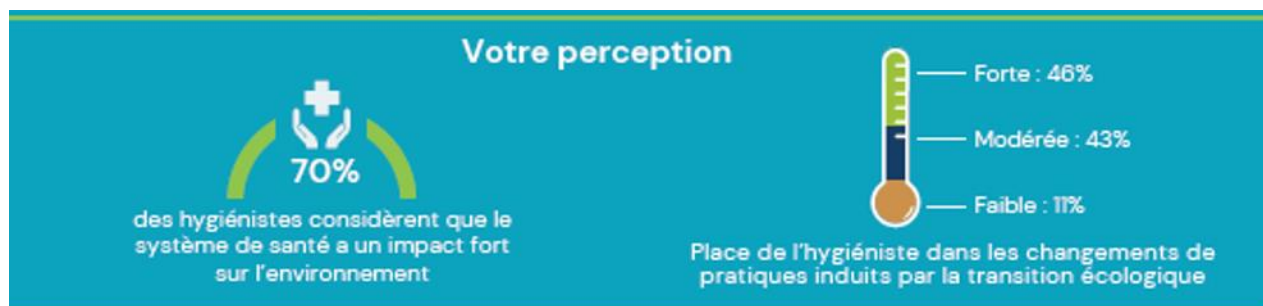 Votre perception
70%
des hygiénistes considèrent que le
système de santé a un impact fort
sur l'environnement
Forte : 46%
Modérée : 43%
Faible : 11%
Place de l'hygiéniste dans les changements de
pratiques induits par la transition écologique